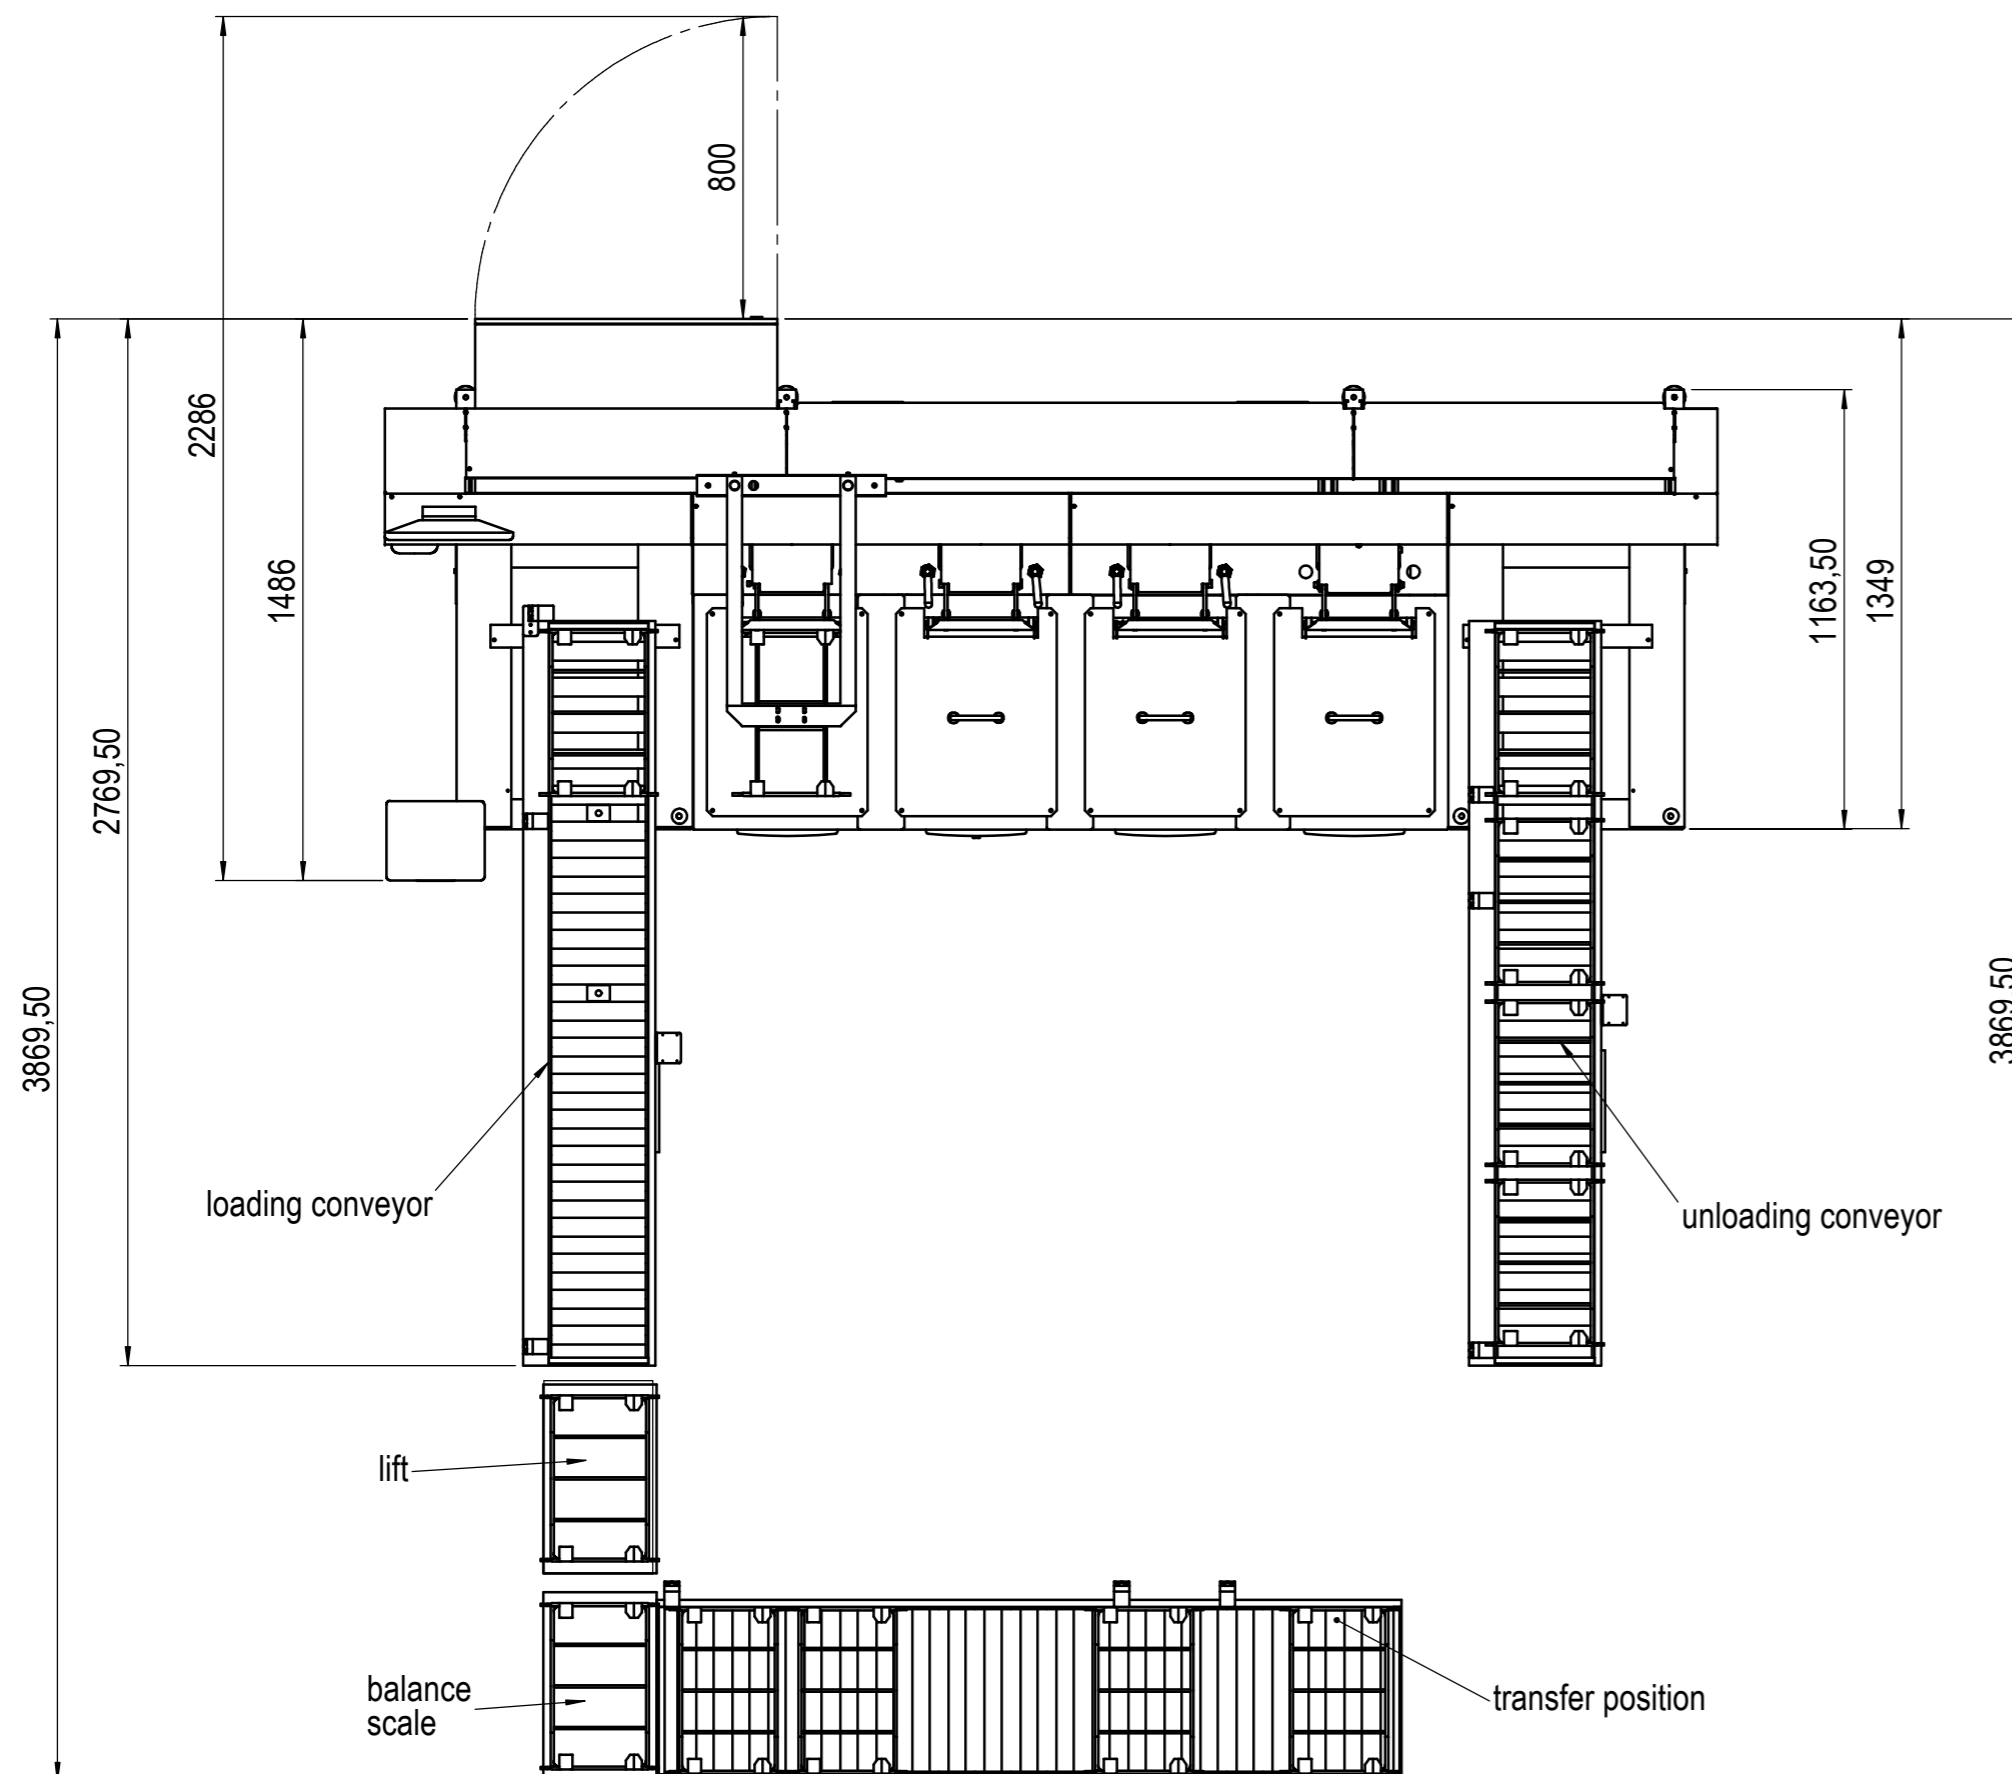 800
2286
1486
1163,50
1349
2769,50
3869,50
3869,50
loading conveyor
unloading conveyor
lift
balance
scale
transfer position